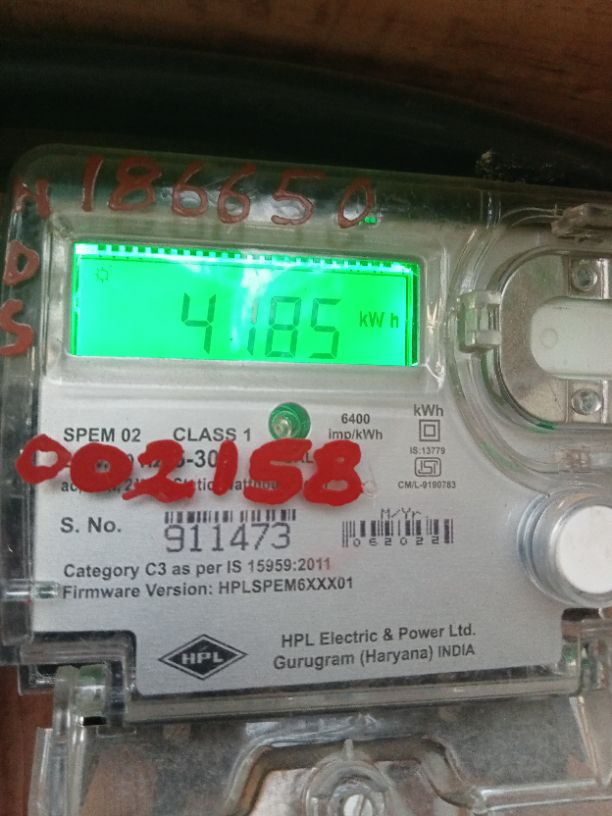 186650
M
D
S
4185 kWh
SPEM 02 CLASS 1
6400 imp/kWh
kWh
IS:13779
CM/L-9190783
002158
S. No. 911473
M/Yr.
062022
Category C3 as per IS 15959:2011
Firmware Version: HPLSPEM6XXX01
HPL
HPL Electric & Power Ltd.
Gurugram (Haryana) INDIA